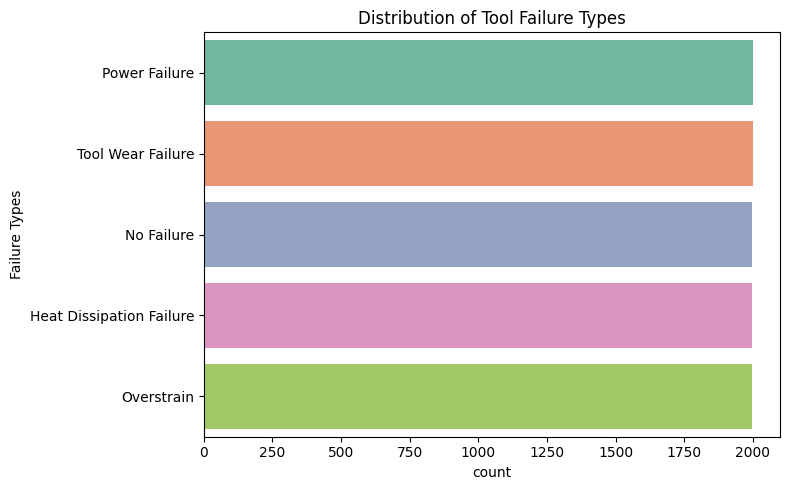 Distribution of Tool Failure Types
Failure Types
Power Failure
Tool Wear Failure
No Failure
Heat Dissipation Failure
Overstrain
0 250 500 750 1000 1250 1500 1750 2000
count